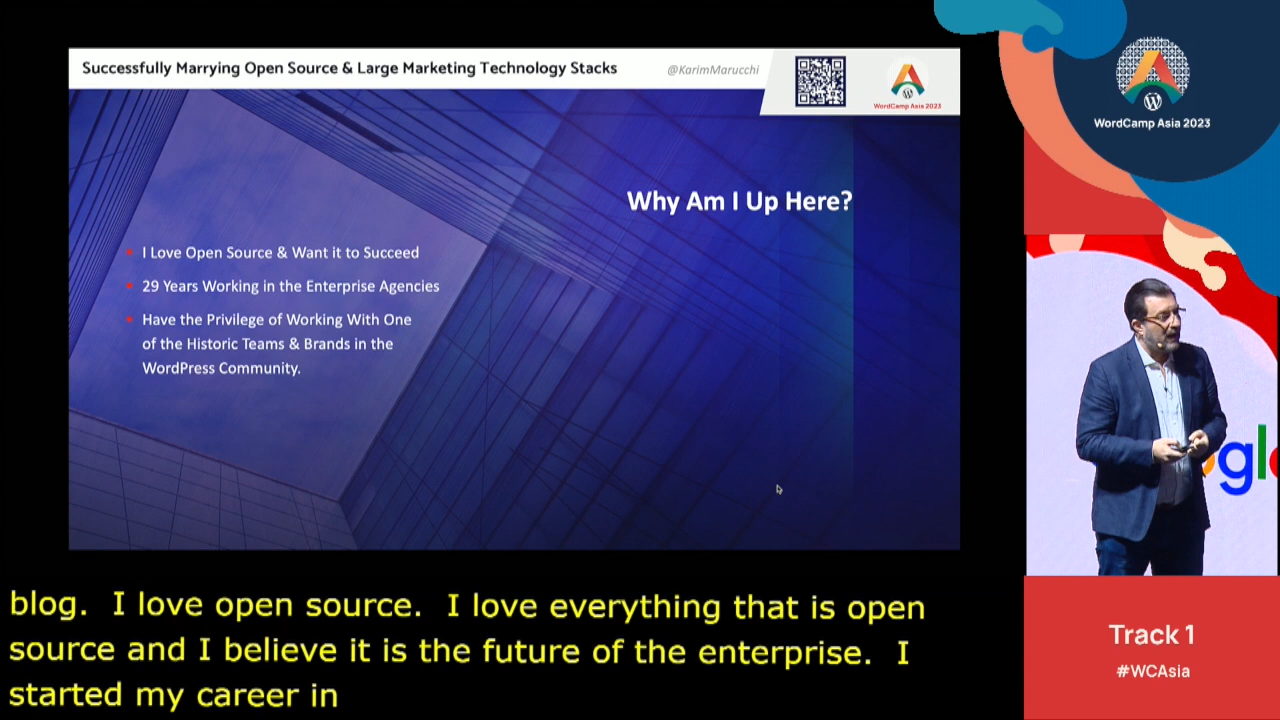 Successfully Marrying Open Source & Large Marketing Technology Stacks
@KarimMarucchi
WordCamp Asia 2023
WordCamp Asia 2023
Why Am I Up Here?
I Love Open Source & Want it to Succeed
29 Years Working in the Enterprise Agencies
Have the Privilege of Working With One
of the Historic Teams & Brands in the
WordPress Community.
gl
blog. I love open source. I love everything that is open
source and I believe it is the future of the enterprise. I
started my career in
Track 1
#WCAsia